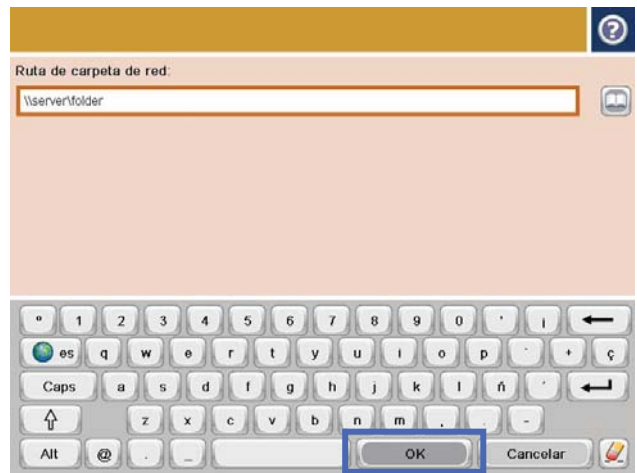 ?
Ruta de carpeta de red:
\\server\folder
º 1 2 3 4 5 6 7 8 9 0 ' ¡
es q w e r t y u i o p ` + ç
Caps a s d f g h j k l ñ ´
z x c v b n m , . -
Alt @ . _ OK Cancelar